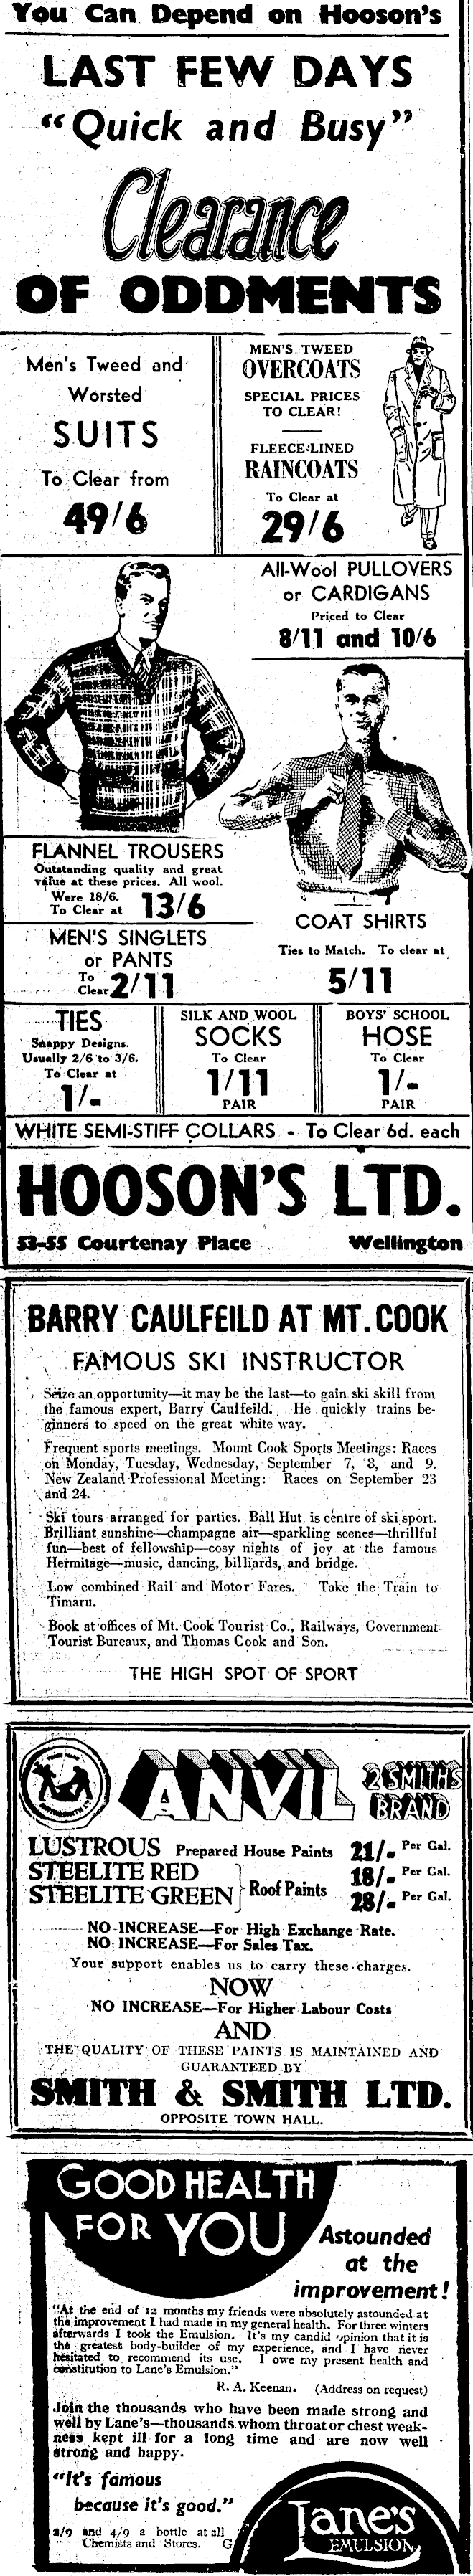 You Can Depend on Hooson's
LAST FEW DAYS
"Quick and Busy"
Clearance
OF ODDMENTS
Men's Tweed and
Worsted
SUITS
To Clear from
49/6
MEN'S TWEED
OVERCOATS
SPECIAL PRICES
TO CLEAR!
FLEECE-LINED
RAINCOATS
To Clear at
29/6
All-Wool PULLOVERS
or CARDIGANS
Priced to Clear
8/11 and 10/6
FLANNEL TROUSERS
Outstanding quality and great
value at these prices. All wool.
Were 18/6.
To Clear at 13/6
COAT SHIRTS
Ties to Match. To clear at
5/11
MEN'S SINGLETS
or PANTS
To
Clear 2/11
TIES
Snappy Designs.
Usually 2/6 to 3/6.
To Clear at
1/-
SILK AND WOOL
SOCKS
To Clear
1/11
PAIR
BOYS' SCHOOL
HOSE
To Clear
1/-
PAIR
WHITE SEMI-STIFF COLLARS - To Clear 6d. each
HOOSON'S LTD.
53-55 Courtenay Place Wellington
BARRY CAULFEILD AT MT. COOK
FAMOUS SKI INSTRUCTOR
Seize an opportunity—it may be the last—to gain ski skill from
the famous expert, Barry Caulfeild. He quickly trains be-
ginners to speed on the great white way.
Frequent sports meetings. Mount Cook Sports Meetings: Races
on Monday, Tuesday, Wednesday, September 7, 8, and 9.
New Zealand Professional Meeting: Races on September 23
and 24.
Ski tours arranged for parties. Ball Hut is centre of ski sport.
Brilliant sunshine—champagne air—sparkling scenes—thrillful
fun—best of fellowship—cosy nights of joy at the famous
Hermitage—music, dancing, billiards, and bridge.
Low combined Rail and Motor Fares. Take the Train to
Timaru.
Book at offices of Mt. Cook Tourist Co., Railways, Government
Tourist Bureaux, and Thomas Cook and Son.
THE HIGH SPOT OF SPORT
ANVIL
2 SMITHS
BRAND
LUSTROUS Prepared House Paints 21/- Per Gal.
STEELITE RED 18/- Per Gal.
STEELITE GREEN } Roof Paints 28/- Per Gal.
NO INCREASE—For High Exchange Rate.
NO INCREASE—For Sales Tax.
Your support enables us to carry these charges.
NOW
NO INCREASE—For Higher Labour Costs
AND
THE QUALITY OF THESE PAINTS IS MAINTAINED AND
GUARANTEED BY
SMITH & SMITH LTD.
OPPOSITE TOWN HALL.
GOOD HEALTH
FOR YOU
Astounded
at the
improvement!
"At the end of 12 months my friends were absolutely astounded at
the improvement I had made in my general health. For three winters
afterwards I took the Emulsion. It's my candid opinion that it is
the greatest body-builder of my experience, and I have never
hesitated to recommend its use. I owe my present health and
constitution to Lane's Emulsion."
R. A. Keenan. (Address on request)
Join the thousands who have been made strong and
well by Lane's—thousands whom throat or chest weak-
ness kept ill for a long time and are now well
strong and happy.
"It's famous
because it's good."
2/9 and 4/9 a bottle at all
Chemists and Stores. G
Lane's
EMULSION